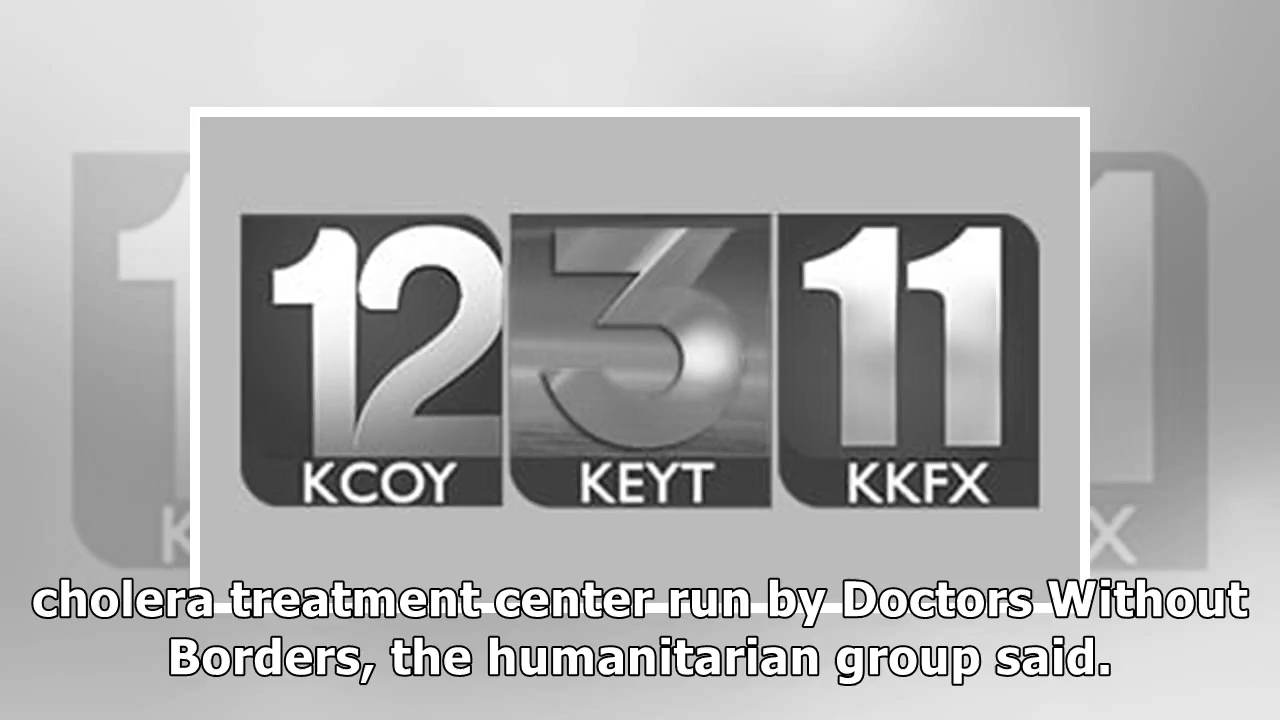 12 3 11
KCOY KEYT KKFX
cholera treatment center run by Doctors Without
Borders, the humanitarian group said.